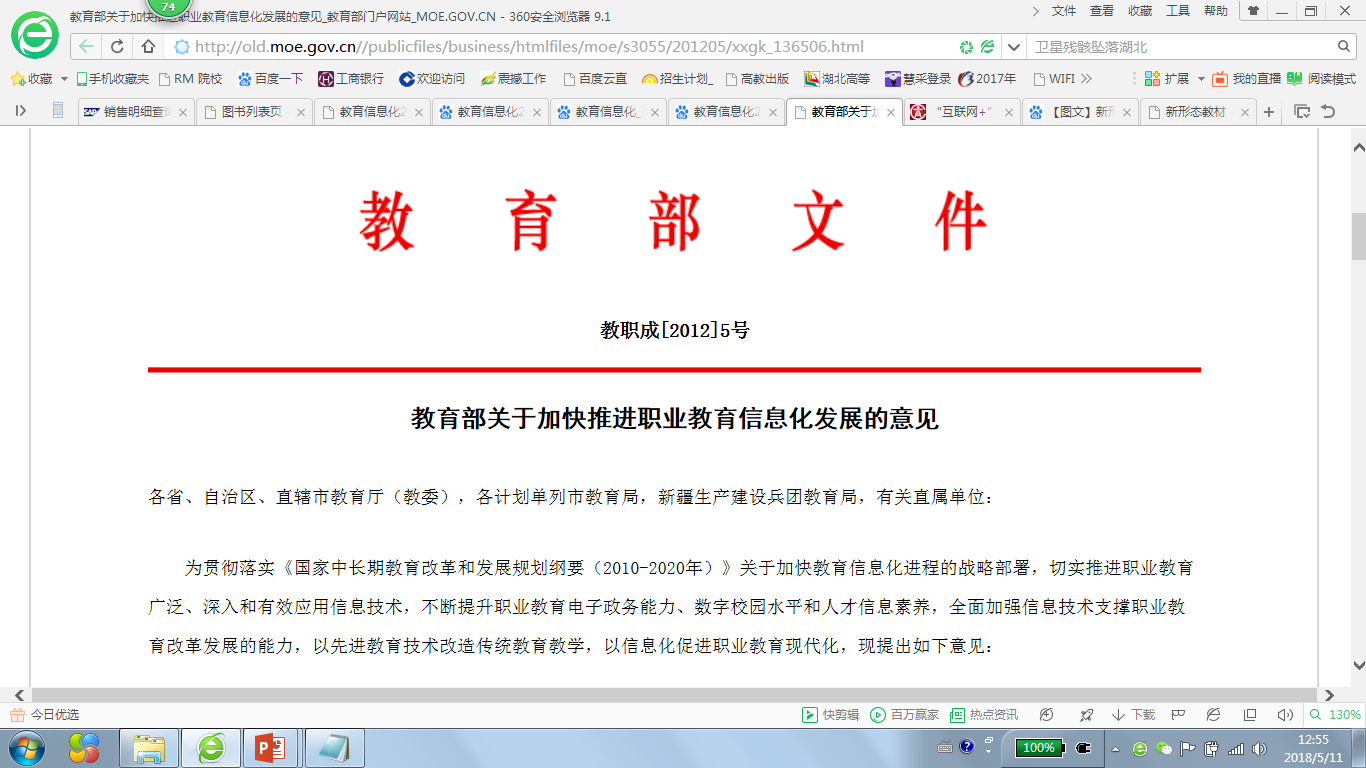 74
教育部关于加快推进职业教育信息化发展的意见_教育部门户网站_MOE.GOV.CN - 360安全浏览器 9.1
文件 查看 收藏 工具 帮助
http://old.moe.gov.cn//publicfiles/business/htmlfiles/moe/s3055/201205/xxgk_136506.html
卫星残骸坠落湖北
收藏 手机收藏夹 RM 院校 百度一下 工商银行 欢迎访问 震撼工作 百度云直 招生计划_ 高教出版 湖北高等 慧采登录 2017年 WIFI 扩展 我的直播 阅读模式
销售明细查 图书列表页 教育信息化2 教育信息化2 教育信息化_ 教育信息化2 教育部关于加 “互联网+” 【图文】新形 新形态教材
教育部文件
教职成[2012]5号
教育部关于加快推进职业教育信息化发展的意见
各省、自治区、直辖市教育厅（教委），各计划单列市教育局，新疆生产建设兵团教育局，有关直属单位：
为贯彻落实《国家中长期教育改革和发展规划纲要（2010-2020年）》关于加快教育信息化进程的战略部署，切实推进职业教育
广泛、深入和有效应用信息技术，不断提升职业教育电子政务能力、数字校园水平和人才信息素养，全面加强信息技术支撑职业教
育改革发展的能力，以先进教育技术改造传统教育教学，以信息化促进职业教育现代化，现提出如下意见：
今日优选 快剪辑 百万赢家 热点资讯 下载 130%
100% 12:55
2018/5/11